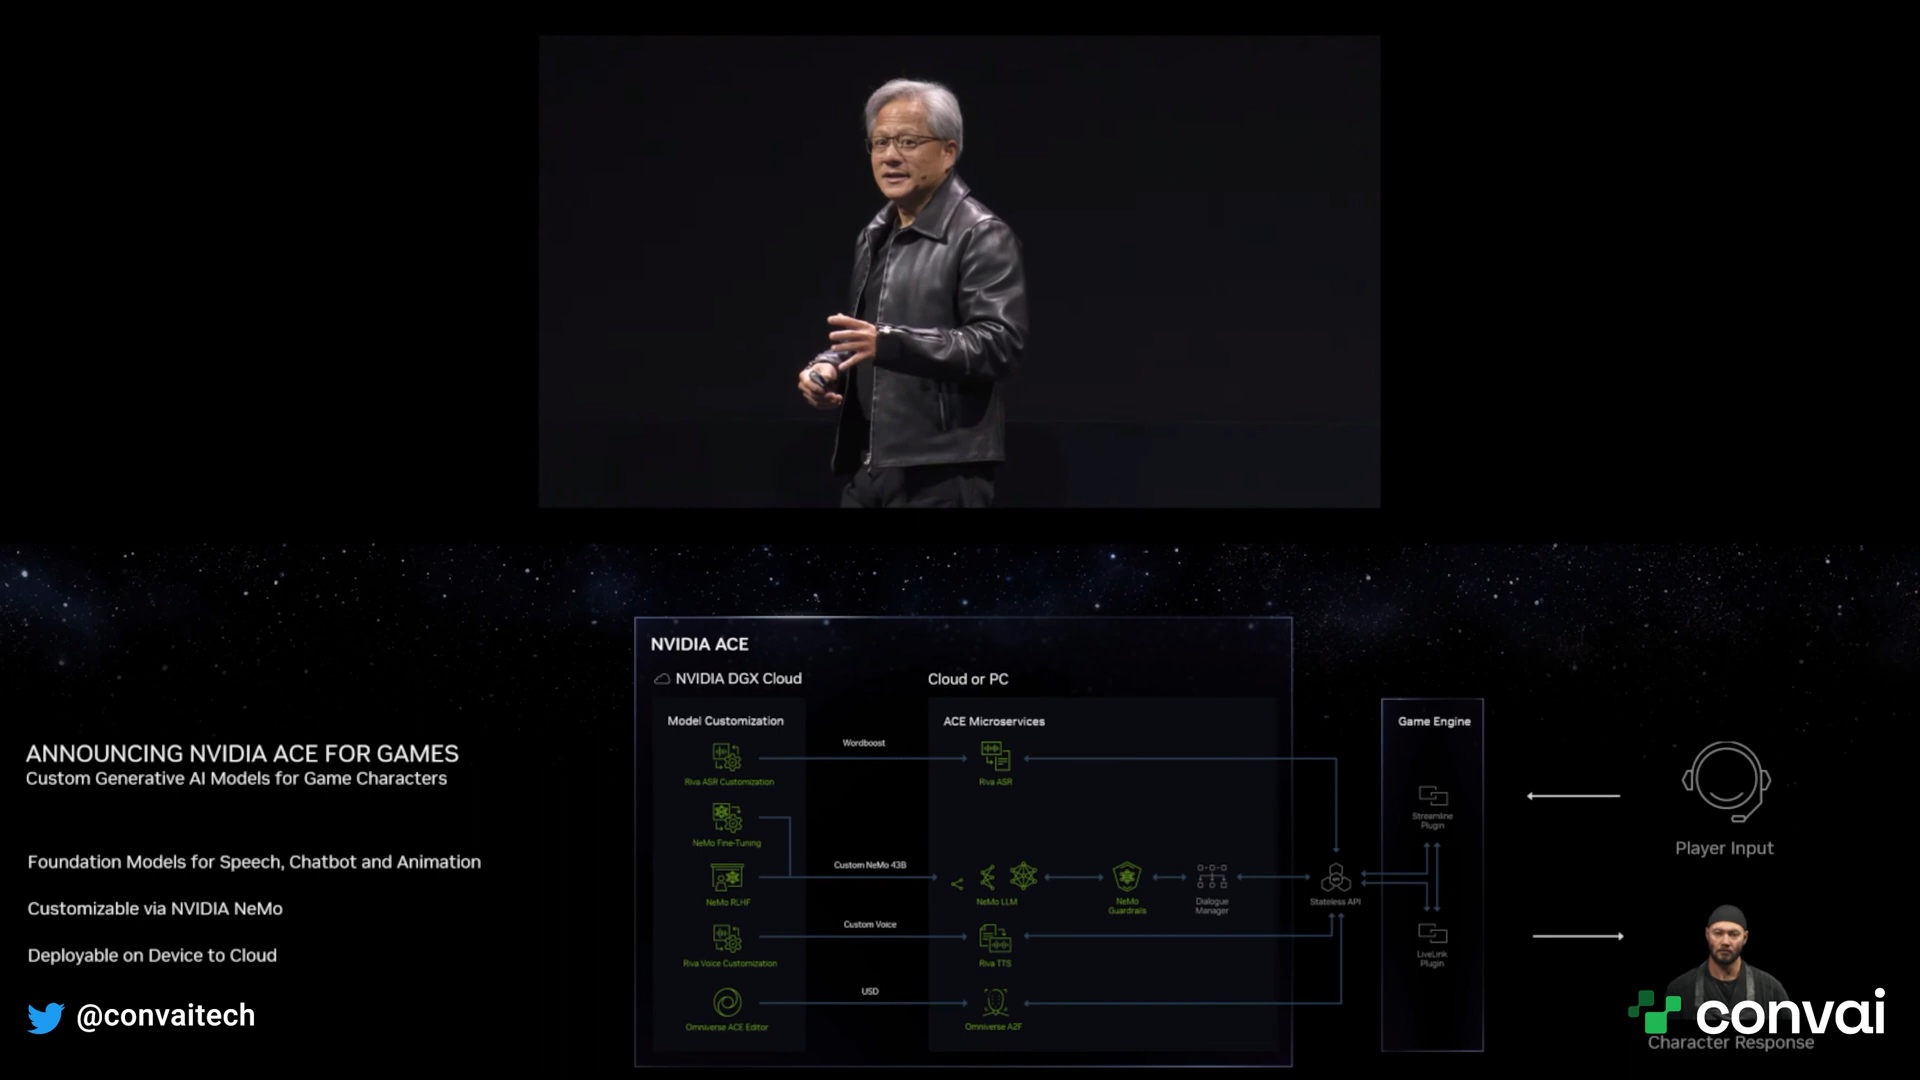 ANNOUNCING NVIDIA ACE FOR GAMES
Custom Generative AI Models for Game Characters
Foundation Models for Speech, Chatbot and Animation
Customizable via NVIDIA NeMo
Deployable on Device to Cloud
@convaitech
NVIDIA ACE
NVIDIA DGX Cloud
Cloud or PC
Model Customization
ACE Microservices
Riva ASR Customization
Wordboost
Riva ASR
NeMo Fine-Tuning
NeMo RLHF
Custom NeMo 43B
NeMo LLM
NeMo
Guardrails
Dialogue
Manager
Stateless API
Riva Voice Customization
Custom Voice
Riva TTS
Omniverse ACE Editor
USD
Omniverse A2F
Game Engine
Streamline
Plugin
LiveLink
Plugin
Player Input
convai
Character Response